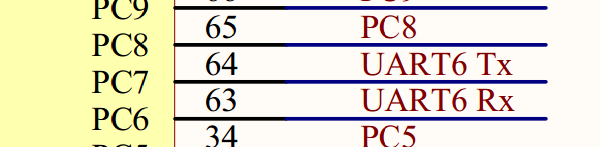 PC9
65 PC8
PC8
64 UART6 Tx
PC7
63 UART6 Rx
PC6
34 PC5